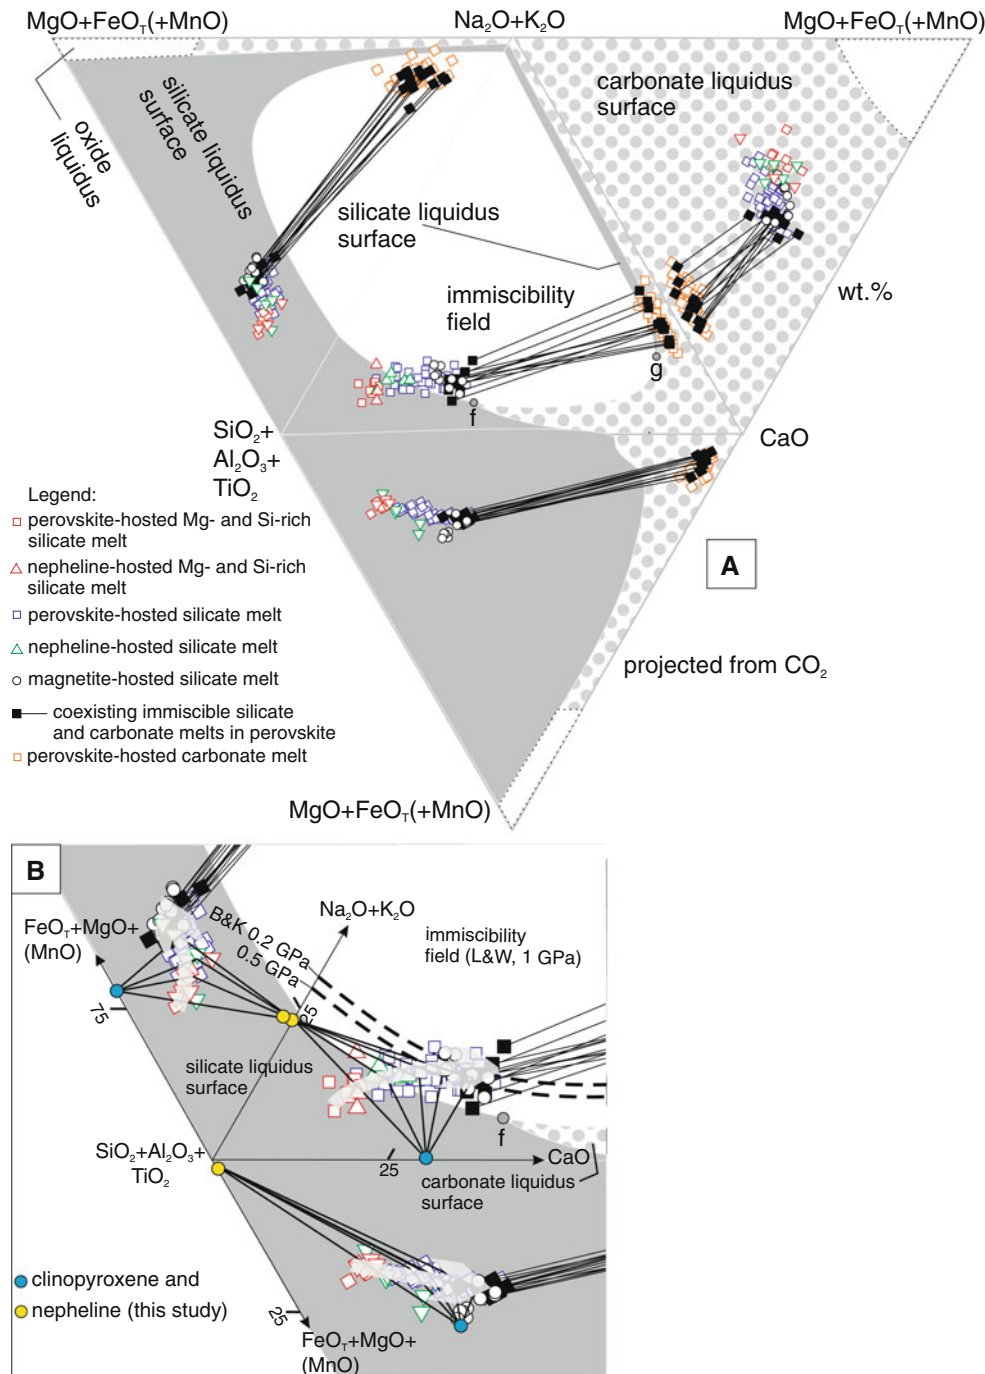 MgO+FeO_T(+MnO)
Na₂O+K₂O
MgO+FeO_T(+MnO)
oxide
liquidus
silicate liquidus
surface
carbonate liquidus
surface
silicate liquidus
surface
immiscibility
field
wt.%
g
f
SiO₂+
Al₂O₃+
TiO₂
CaO
Legend:
perovskite-hosted Mg- and Si-rich
silicate melt
nepheline-hosted Mg- and Si-rich
silicate melt
perovskite-hosted silicate melt
nepheline-hosted silicate melt
magnetite-hosted silicate melt
coexisting immiscible silicate
and carbonate melts in perovskite
perovskite-hosted carbonate melt
A
projected from CO₂
MgO+FeO_T(+MnO)
B
Na₂O+K₂O
FeO_T+MgO+
(MnO)
B&K 0.2 GPa
0.5 GPa
immiscibility
field (L&W, 1 GPa)
75
25
silicate liquidus
surface
f
SiO₂+Al₂O₃+
TiO₂
25
CaO
carbonate liquidus
surface
clinopyroxene and
nepheline (this study)
25
FeO_T+MgO+
(MnO)